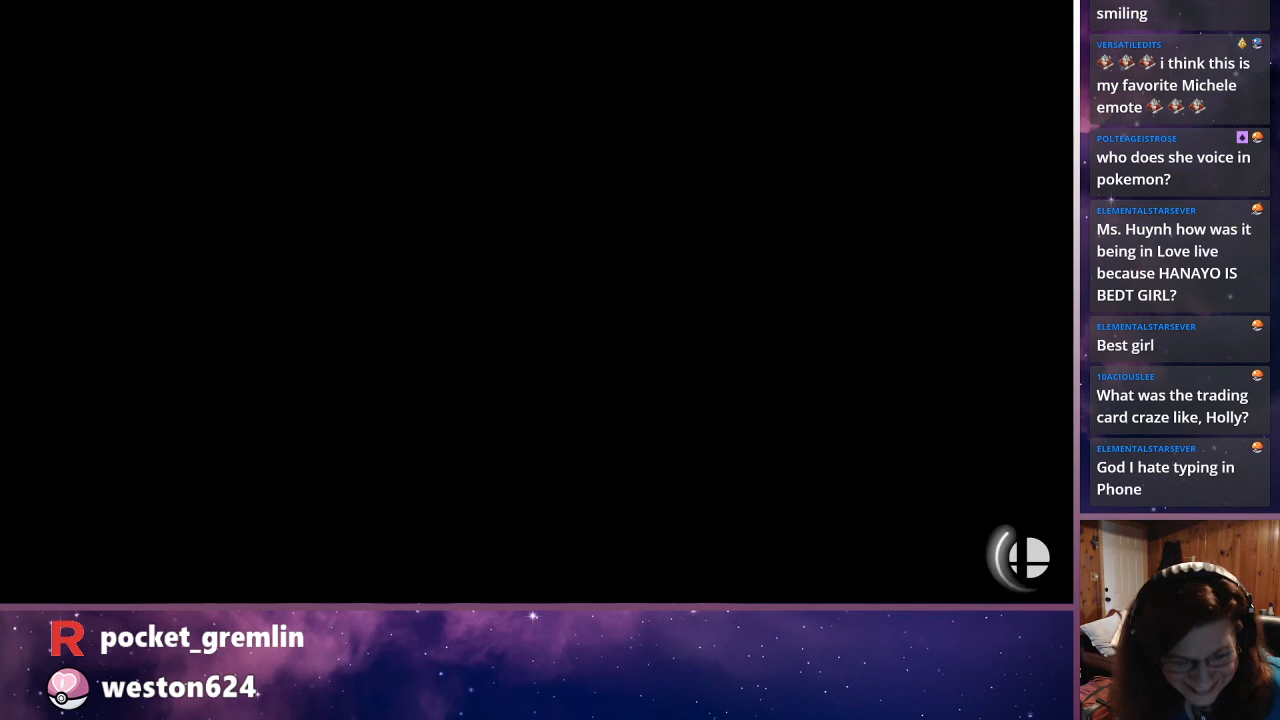 smiling
VERSATILEDITS
i think this is
my favorite Michele
emote
POLTEAGEISTROSE
who does she voice in
pokemon?
ELEMENTALSTARSEVER
Ms. Huynh how was it
being in Love live
because HANAYO IS
BEDT GIRL?
ELEMENTALSTARSEVER
Best girl
10ACIOUSLEE
What was the trading
card craze like, Holly?
ELEMENTALSTARSEVER
God I hate typing in
Phone
R pocket_gremlin
weston624